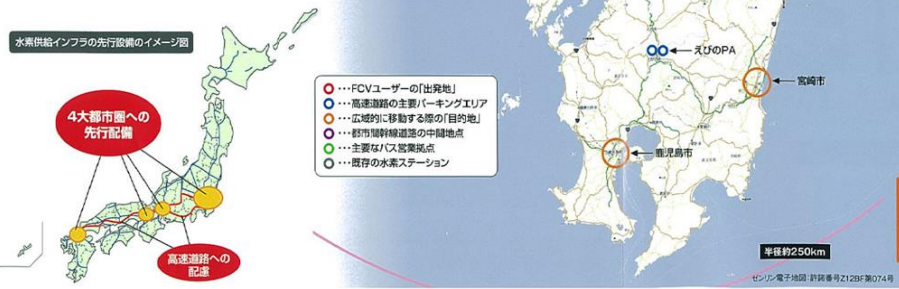 水素供給インフラの先行設備のイメージ図
4大都市圏への
先行配備
高速道路への
配慮
○・・・FCVユーザーの「出発地」
○・・・高速道路の主要パーキングエリア
○・・・広域的に移動する際の「目的地」
○・・・都市間幹線道路の中間地点
○・・・主要なバス営業拠点
○・・・既存の水素ステーション
えびのPA
宮崎市
鹿児島市
半径約250km
ゼンリン電子地図:許諾番号Z12BF第074号